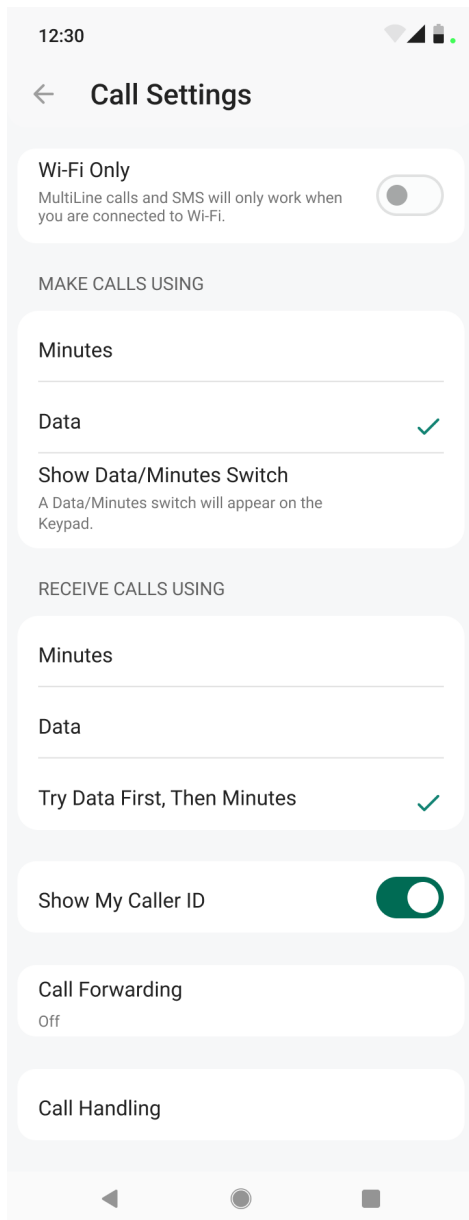 12:30
Call Settings
Wi-Fi Only
MultiLine calls and SMS will only work when
you are connected to Wi-Fi.
MAKE CALLS USING
Minutes
Data
Show Data/Minutes Switch
A Data/Minutes switch will appear on the
Keypad.
RECEIVE CALLS USING
Minutes
Data
Try Data First, Then Minutes
Show My Caller ID
Call Forwarding
Off
Call Handling